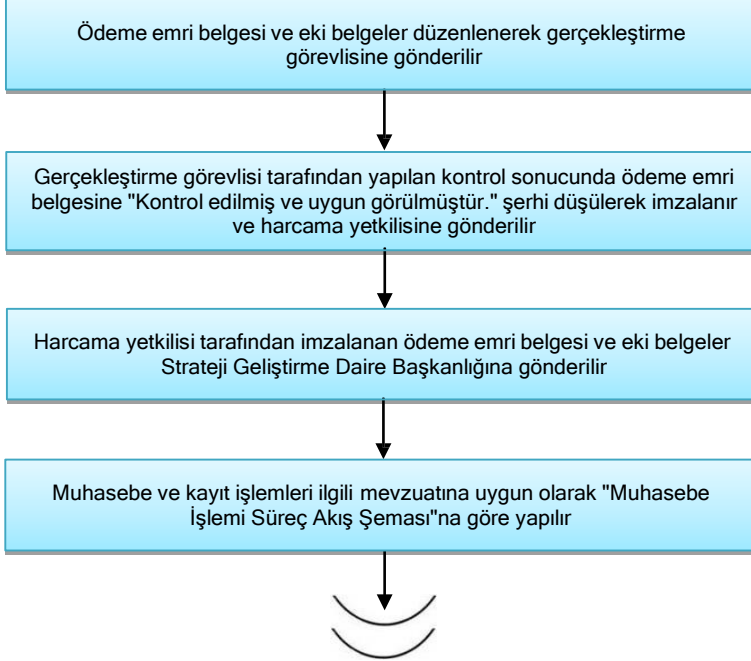 Ödeme emri belgesi ve eki belgeler düzenlenerek gerçekleştirme
görevlisine gönderilir
Gerçekleştirme görevlisi tarafından yapılan kontrol sonucunda ödeme emri
belgesine "Kontrol edilmiş ve uygun görülmüştür." şerhi düşülerek imzalanır
ve harcama yetkilisine gönderilir
Harcama yetkilisi tarafından imzalanan ödeme emri belgesi ve eki belgeler
Strateji Geliştirme Daire Başkanlığına gönderilir
Muhasebe ve kayıt işlemleri ilgili mevzuatına uygun olarak "Muhasebe
İşlemi Süreç Akış Şeması"na göre yapılır